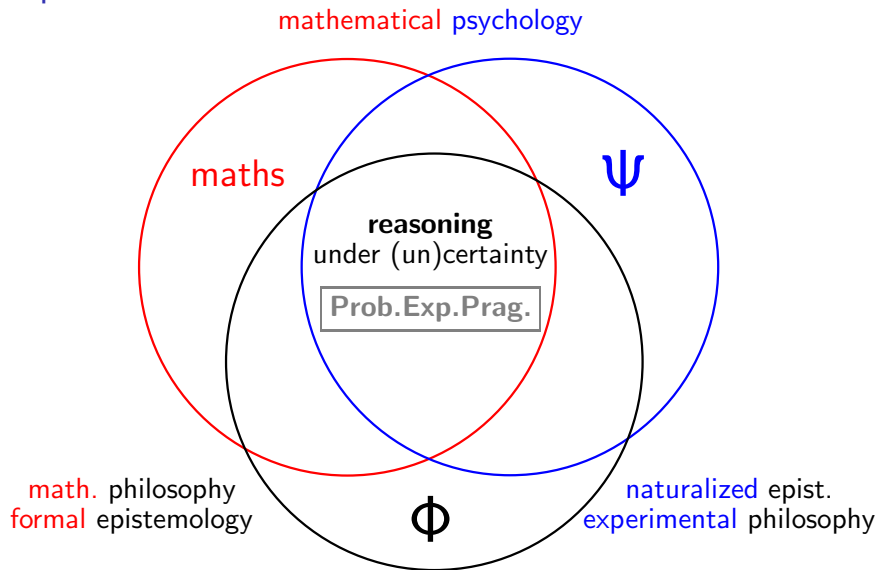 mathematical psychology
maths
Ψ
reasoning
under (un)certainty
Prob.Exp.Prag.
math. philosophy
formal epistemology
Φ
naturalized epist.
experimental philosophy